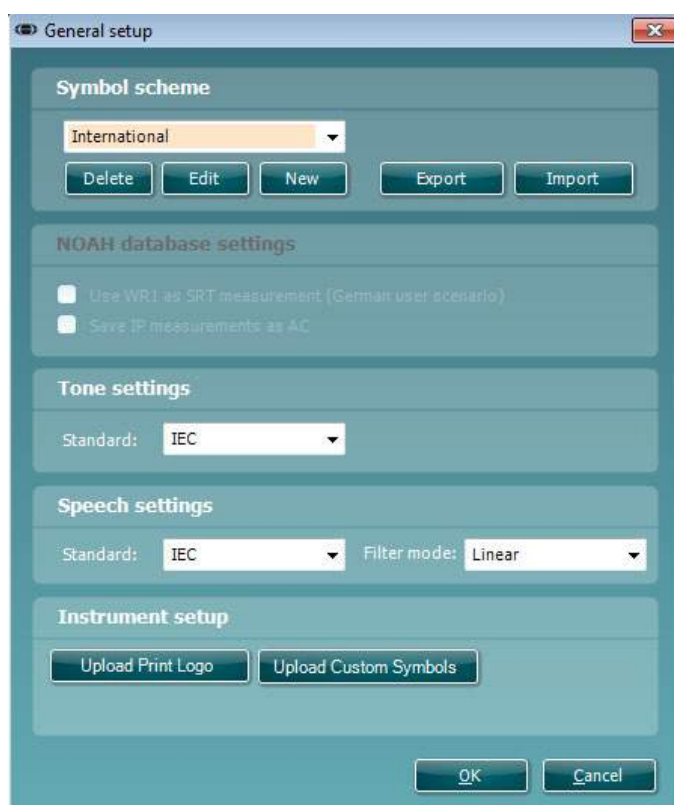 General setup
Symbol scheme
International
Delete Edit New Export Import
NOAH database settings
Use WR1 as SRT measurement (German user scenario)
Save IP measurements as AC
Tone settings
Standard: IEC
Speech settings
Standard: IEC Filter mode: Linear
Instrument setup
Upload Print Logo Upload Custom Symbols
OK Cancel